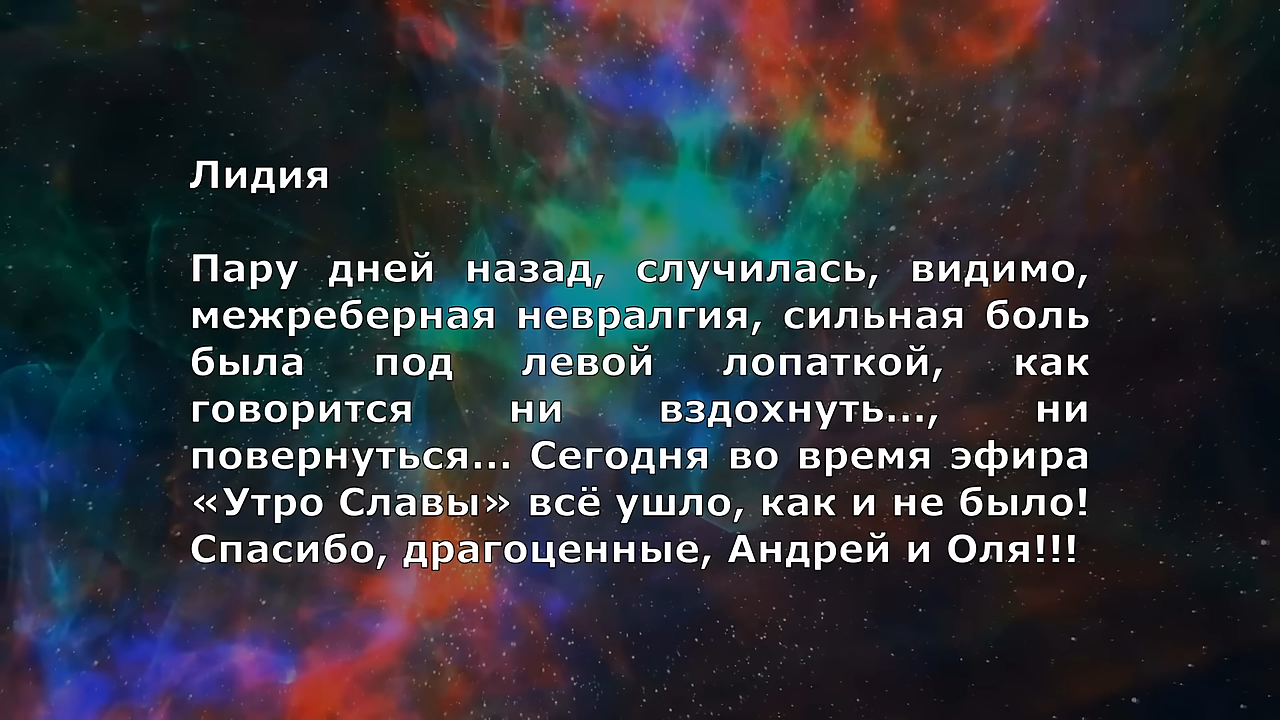 Лидия
Пару дней назад, случилась, видимо,
межреберная невралгия, сильная боль
была под левой лопаткой, как
говорится ни вздохнуть..., ни
повернуться... Сегодня во время эфира
«Утро Славы» всё ушло, как и не было!
Спасибо, драгоценные, Андрей и Оля!!!